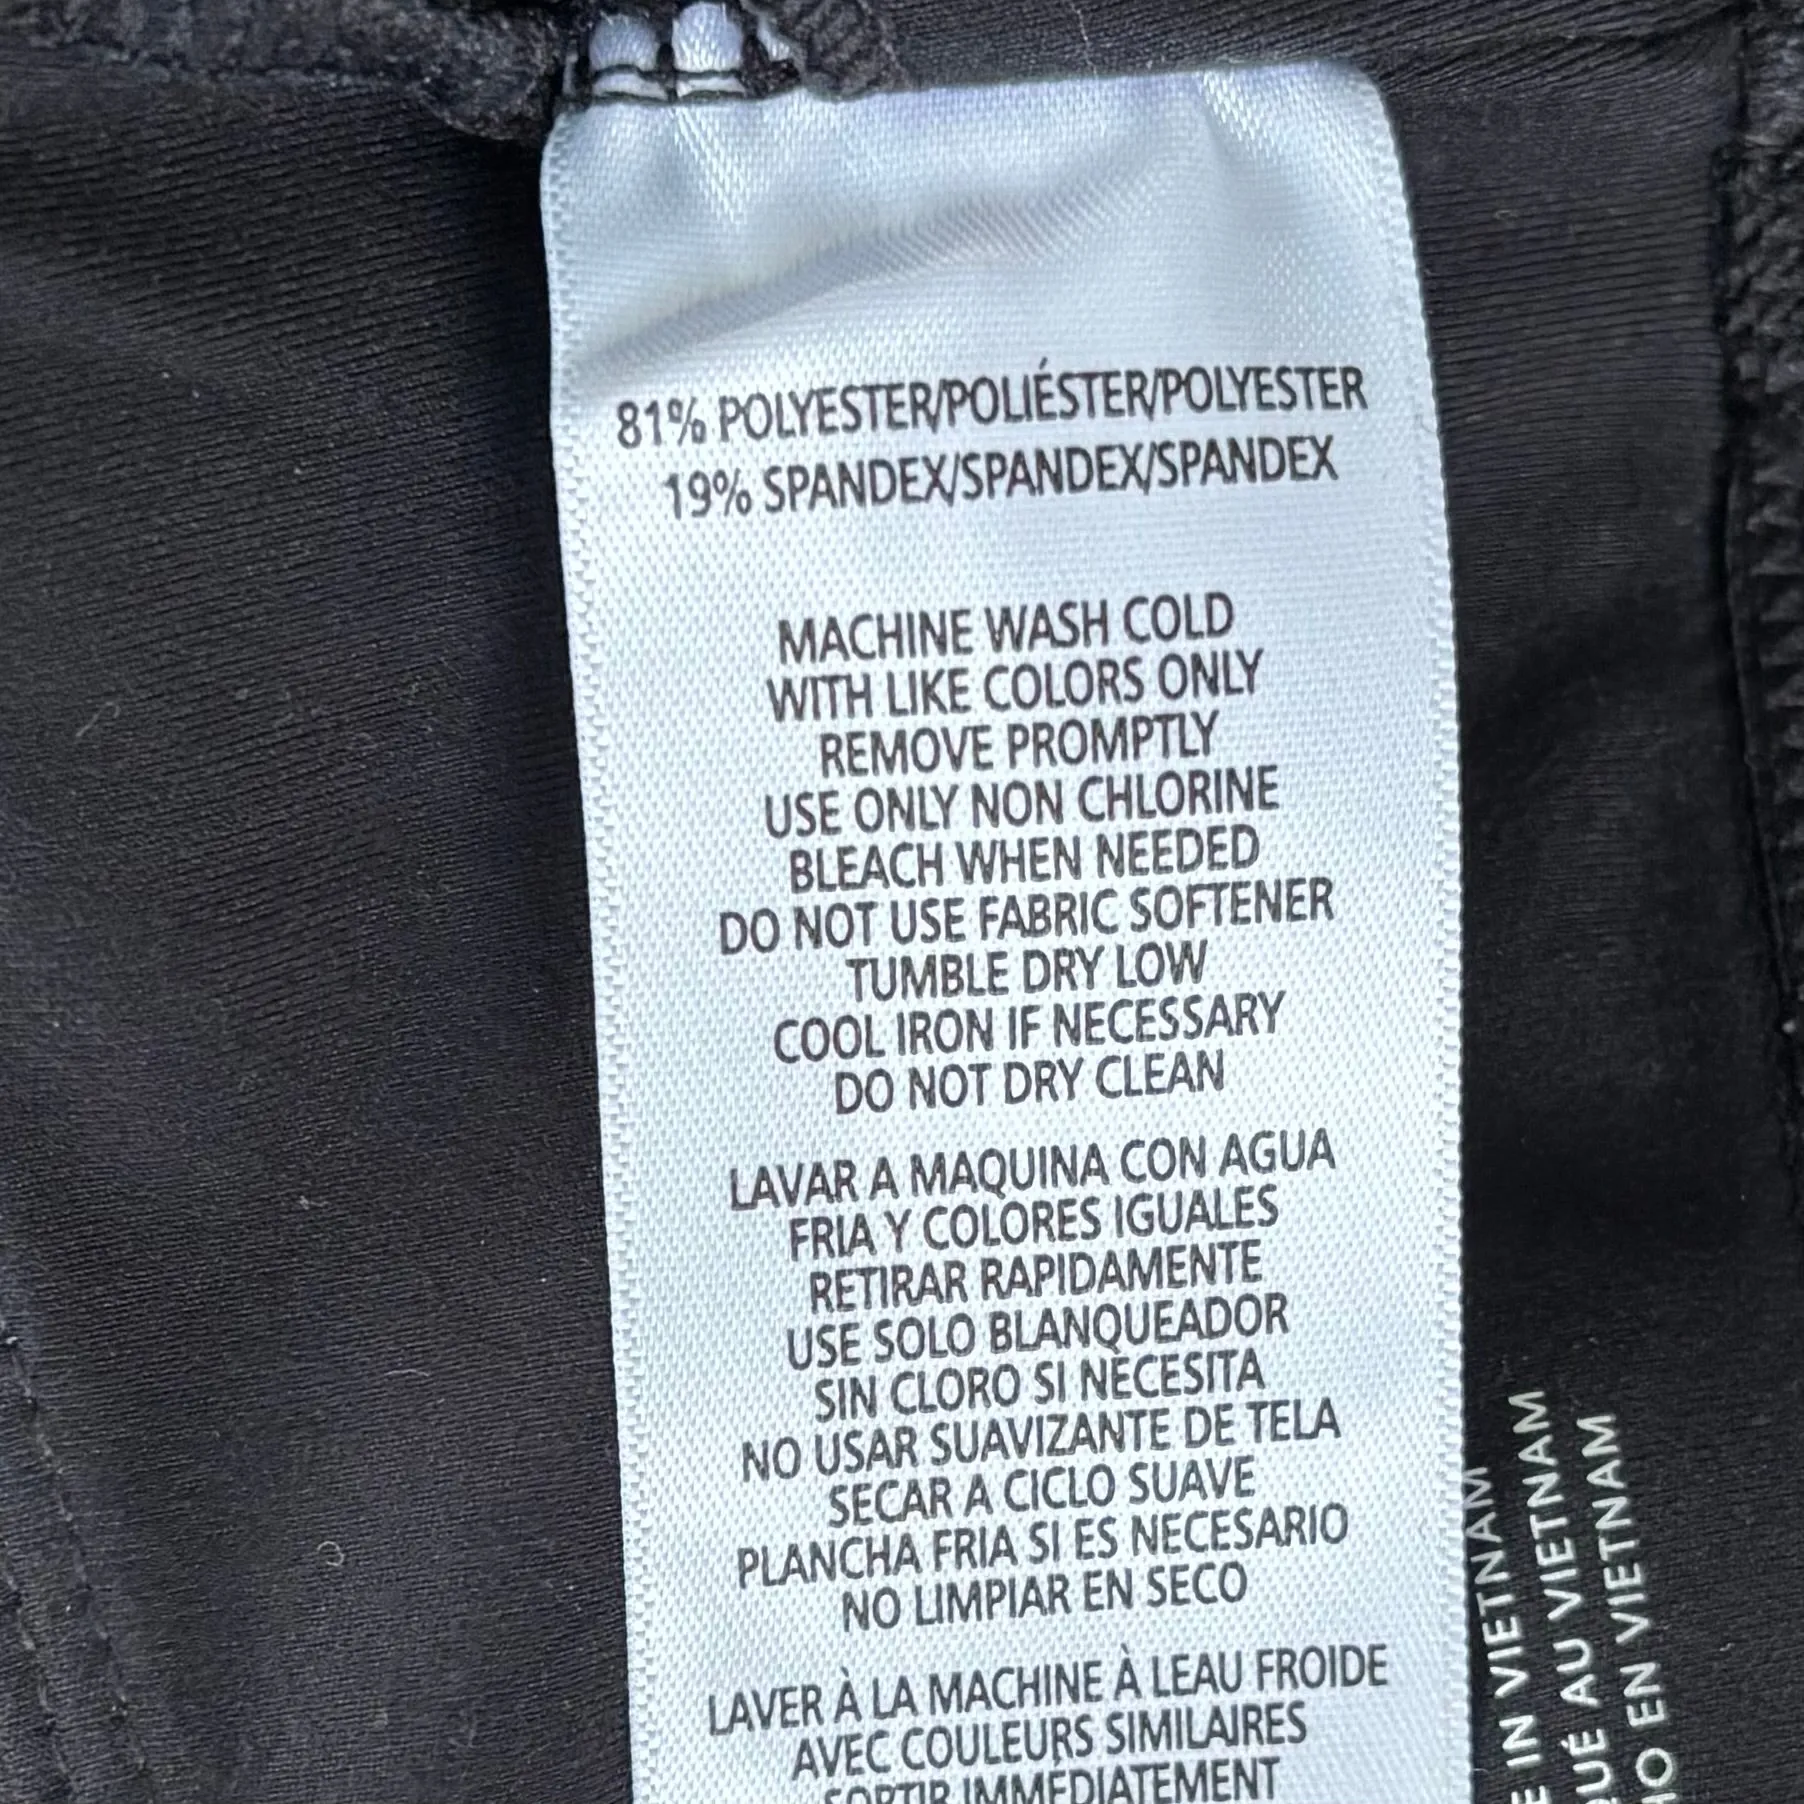 81% POLYESTER/POLIÉSTER/POLYESTER
19% SPANDEX/SPANDEX/SPANDEX
MACHINE WASH COLD
WITH LIKE COLORS ONLY
REMOVE PROMPTLY
USE ONLY NON CHLORINE
BLEACH WHEN NEEDED
DO NOT USE FABRIC SOFTENER
TUMBLE DRY LOW
COOL IRON IF NECESSARY
DO NOT DRY CLEAN
LAVAR A MAQUINA CON AGUA
FRIA Y COLORES IGUALES
RETIRAR RAPIDAMENTE
USE SOLO BLANQUEADOR
SIN CLORO SI NECESITA
NO USAR SUAVIZANTE DE TELA
SECAR A CICLO SUAVE
PLANCHA FRIA SI ES NECESARIO
NO LIMPIAR EN SECO
LAVER À LA MACHINE À LEAU FROIDE
AVEC COULEURS SIMILAIRES
SORTIR IMMÉDIATEMENT
VIETNAM
IN VIETNAM
AU VIETNAM
EN VIETNAM